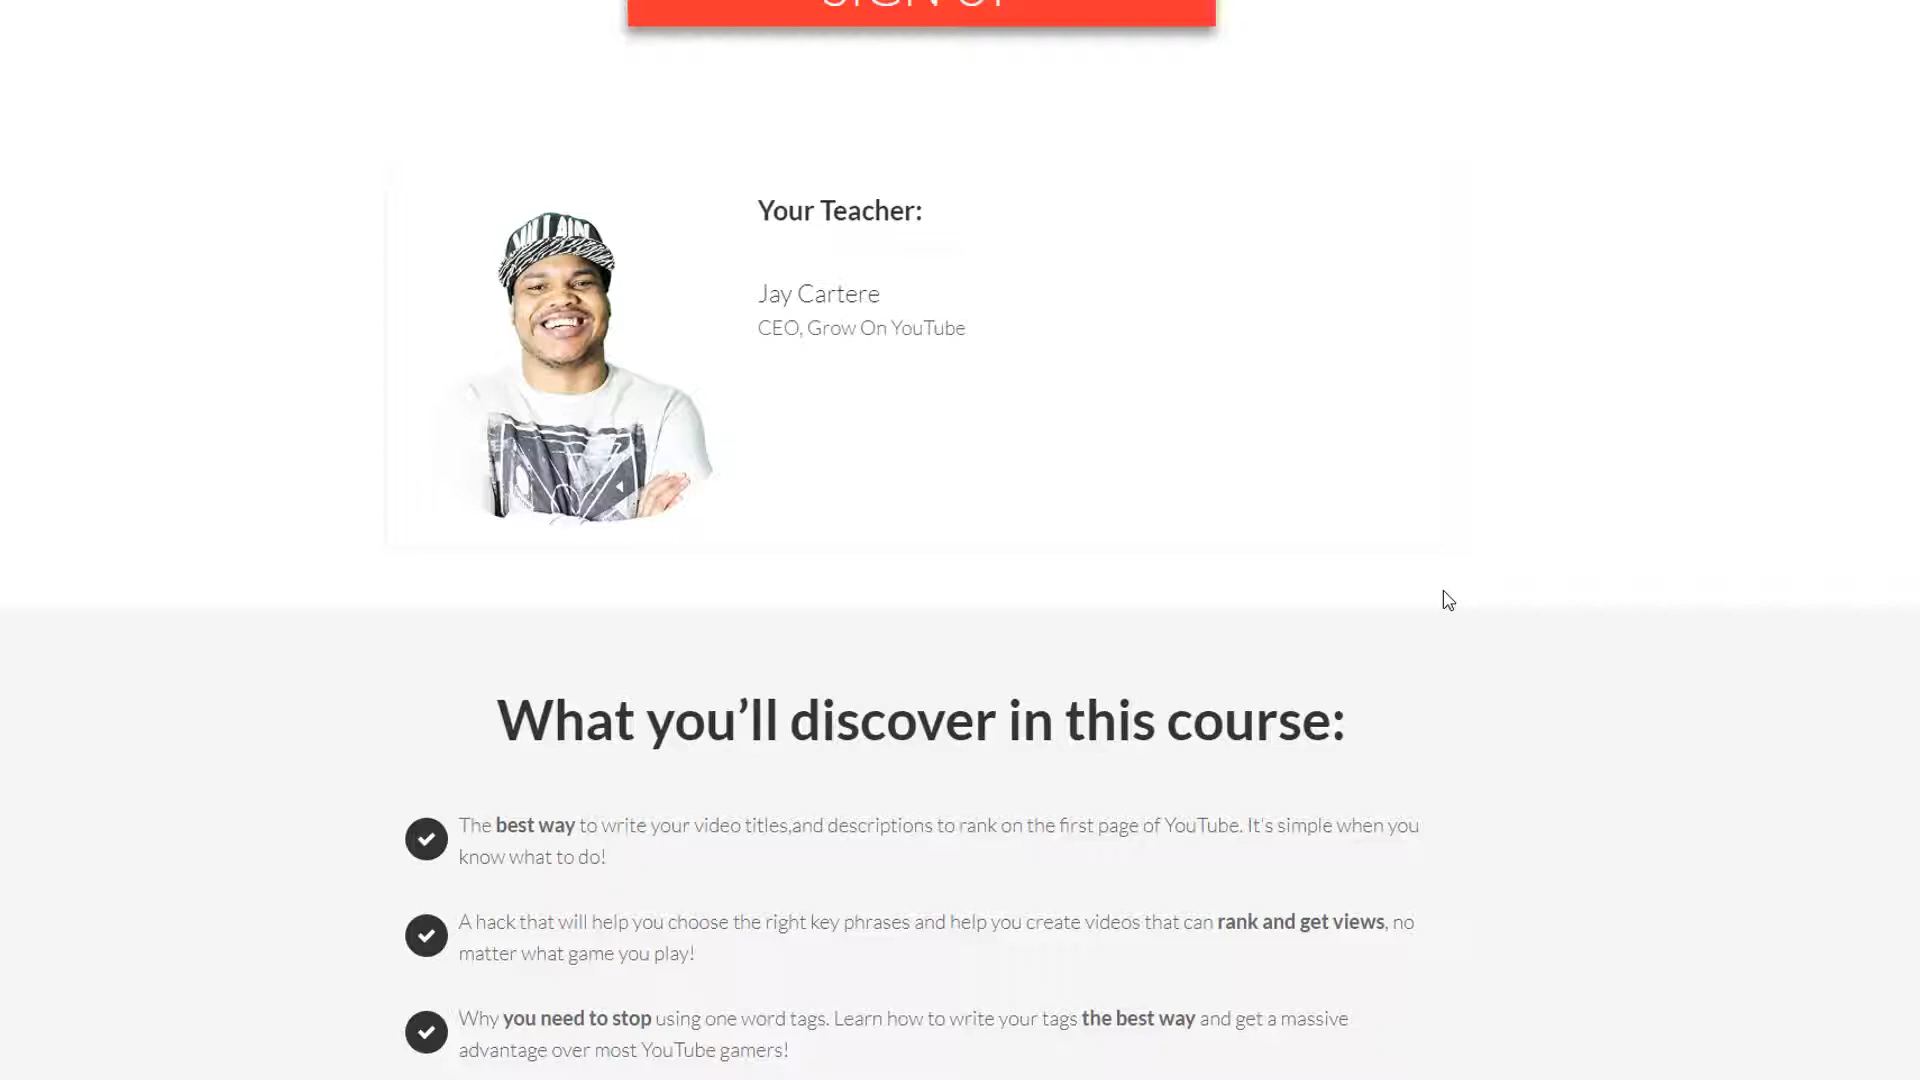 SIGN UP
Your Teacher:
Jay Cartere
CEO, Grow On YouTube
What you’ll discover in this course:
The best way to write your video titles,and descriptions to rank on the first page of YouTube. It's simple when you
know what to do!
A hack that will help you choose the right key phrases and help you create videos that can rank and get views, no
matter what game you play!
Why you need to stop using one word tags. Learn how to write your tags the best way and get a massive
advantage over most YouTube gamers!